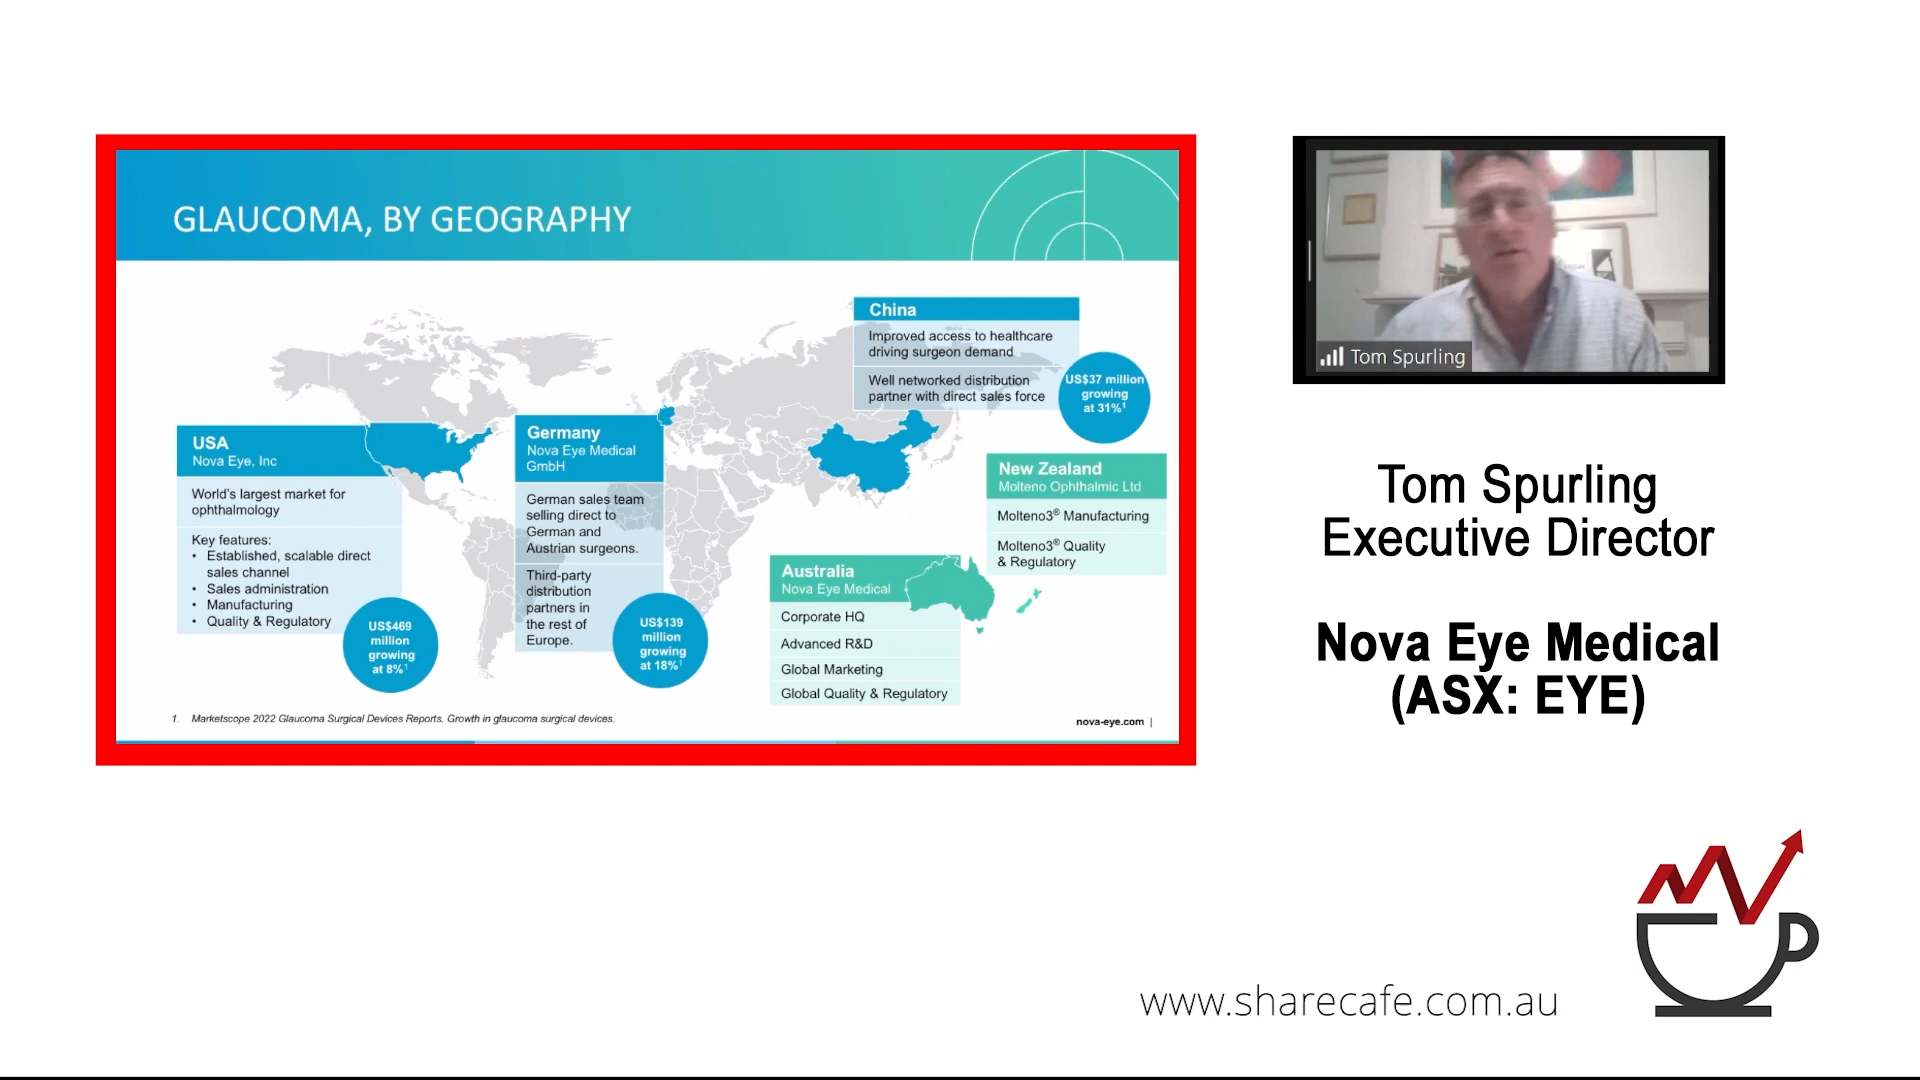 GLAUCOMA, BY GEOGRAPHY
China
Improved access to healthcare
driving surgeon demand
Well networked distribution
partner with direct sales force
US$37 million
growing
at 31%¹
USA
Nova Eye, Inc
World's largest market for
ophthalmology
Key features:
• Established, scalable direct
sales channel
• Sales administration
• Manufacturing
• Quality & Regulatory
US$469
million
growing
at 8%¹
Germany
Nova Eye Medical
GmbH
German sales team
selling direct to
German and
Austrian surgeons.
Third-party
distribution
partners in
the rest of
Europe.
US$139
million
growing
at 18%¹
New Zealand
Molteno Ophthalmic Ltd
Molteno3® Manufacturing
Molteno3® Quality
& Regulatory
Australia
Nova Eye Medical
Corporate HQ
Advanced R&D
Global Marketing
Global Quality & Regulatory
1. Marketscope 2022 Glaucoma Surgical Devices Reports. Growth in glaucoma surgical devices.
nova-eye.com |
Tom Spurling
Tom Spurling
Executive Director
Nova Eye Medical
(ASX: EYE)
www.sharecafe.com.au